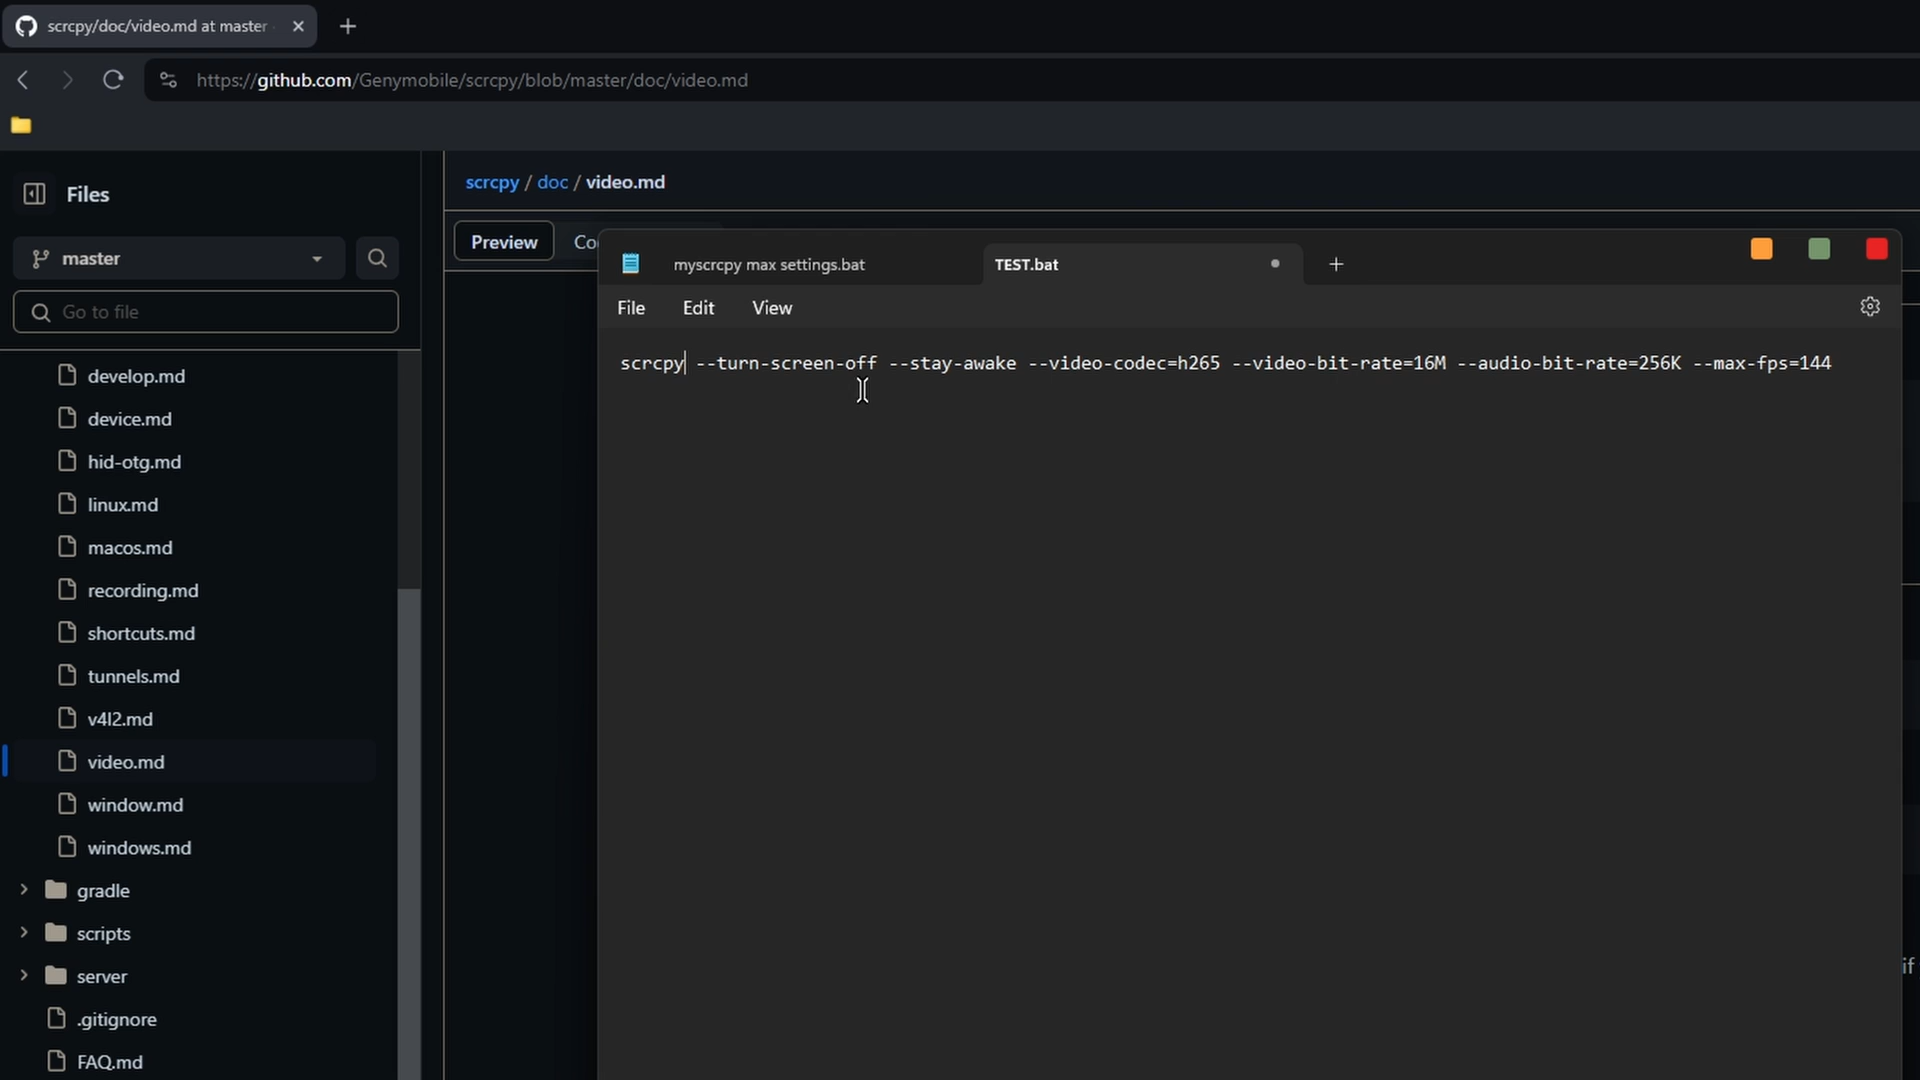 scrcpy/doc/video.md at master
https://github.com/Genymobile/scrcpy/blob/master/doc/video.md
Files
scrcpy / doc / video.md
master
Preview
Co
Go to file
myscrcpy max settings.bat
TEST.bat
File
Edit
View
scrcpy --turn-screen-off --stay-awake --video-codec=h265 --video-bit-rate=16M --audio-bit-rate=256K --max-fps=144
develop.md
device.md
hid-otg.md
linux.md
macos.md
recording.md
shortcuts.md
tunnels.md
v4l2.md
video.md
window.md
windows.md
gradle
scripts
server
if
.gitignore
FAQ.md